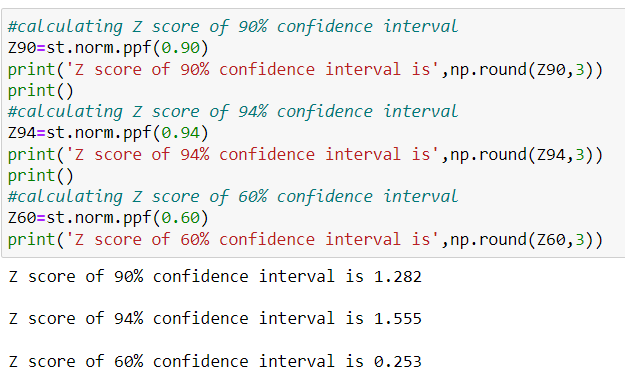 #calculating Z score of 90% confidence interval
Z90=st.norm.ppf(0.90)
print('Z score of 90% confidence interval is',np.round(Z90,3))
print()
#calculating Z score of 94% confidence interval
Z94=st.norm.ppf(0.94)
print('Z score of 94% confidence interval is',np.round(Z94,3))
print()
#calculating Z score of 60% confidence interval
Z60=st.norm.ppf(0.60)
print('Z score of 60% confidence interval is',np.round(Z60,3))
Z score of 90% confidence interval is 1.282
Z score of 94% confidence interval is 1.555
Z score of 60% confidence interval is 0.253